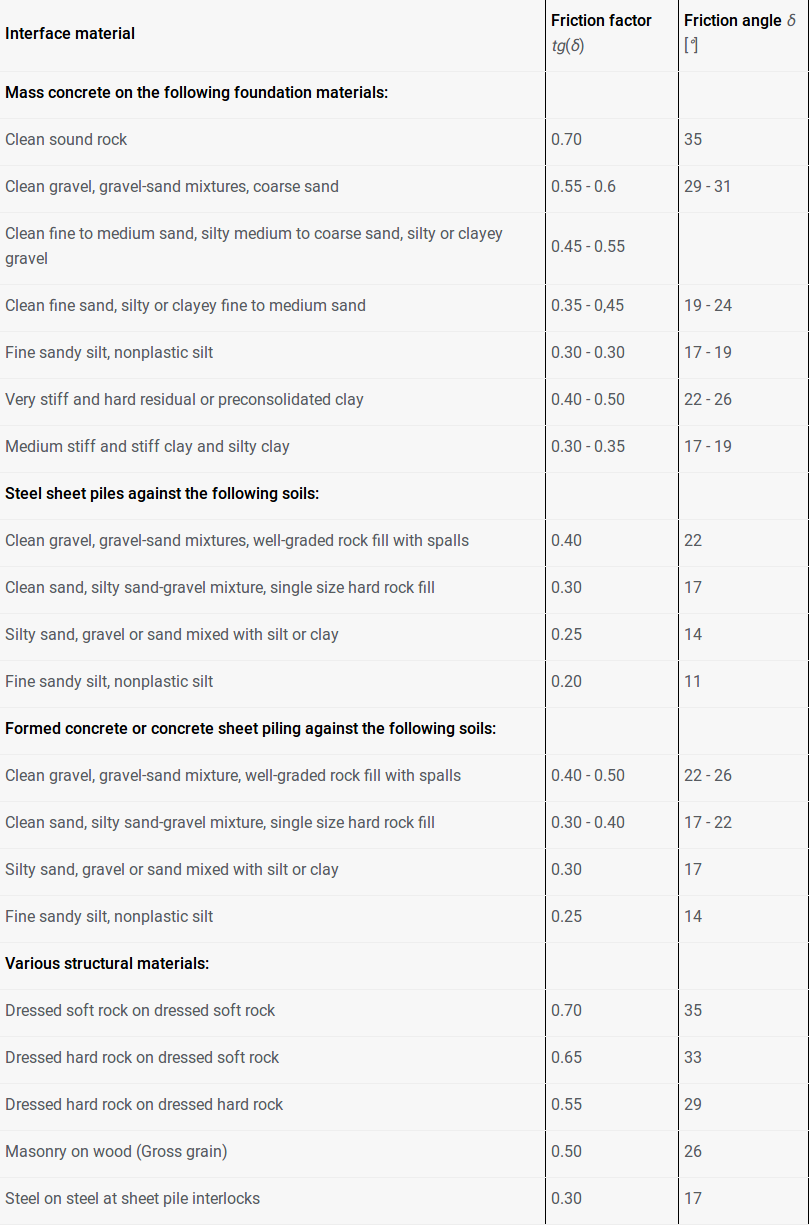 Interface material Friction factor tg(δ) Friction angle δ [°]
Mass concrete on the following foundation materials:
Clean sound rock 0.70 35
Clean gravel, gravel-sand mixtures, coarse sand 0.55 - 0.6 29 - 31
Clean fine to medium sand, silty medium to coarse sand, silty or clayey
gravel 0.45 - 0.55
Clean fine sand, silty or clayey fine to medium sand 0.35 - 0,45 19 - 24
Fine sandy silt, nonplastic silt 0.30 - 0.30 17 - 19
Very stiff and hard residual or preconsolidated clay 0.40 - 0.50 22 - 26
Medium stiff and stiff clay and silty clay 0.30 - 0.35 17 - 19
Steel sheet piles against the following soils:
Clean gravel, gravel-sand mixtures, well-graded rock fill with spalls 0.40 22
Clean sand, silty sand-gravel mixture, single size hard rock fill 0.30 17
Silty sand, gravel or sand mixed with silt or clay 0.25 14
Fine sandy silt, nonplastic silt 0.20 11
Formed concrete or concrete sheet piling against the following soils:
Clean gravel, gravel-sand mixture, well-graded rock fill with spalls 0.40 - 0.50 22 - 26
Clean sand, silty sand-gravel mixture, single size hard rock fill 0.30 - 0.40 17 - 22
Silty sand, gravel or sand mixed with silt or clay 0.30 17
Fine sandy silt, nonplastic silt 0.25 14
Various structural materials:
Dressed soft rock on dressed soft rock 0.70 35
Dressed hard rock on dressed soft rock 0.65 33
Dressed hard rock on dressed hard rock 0.55 29
Masonry on wood (Gross grain) 0.50 26
Steel on steel at sheet pile interlocks 0.30 17